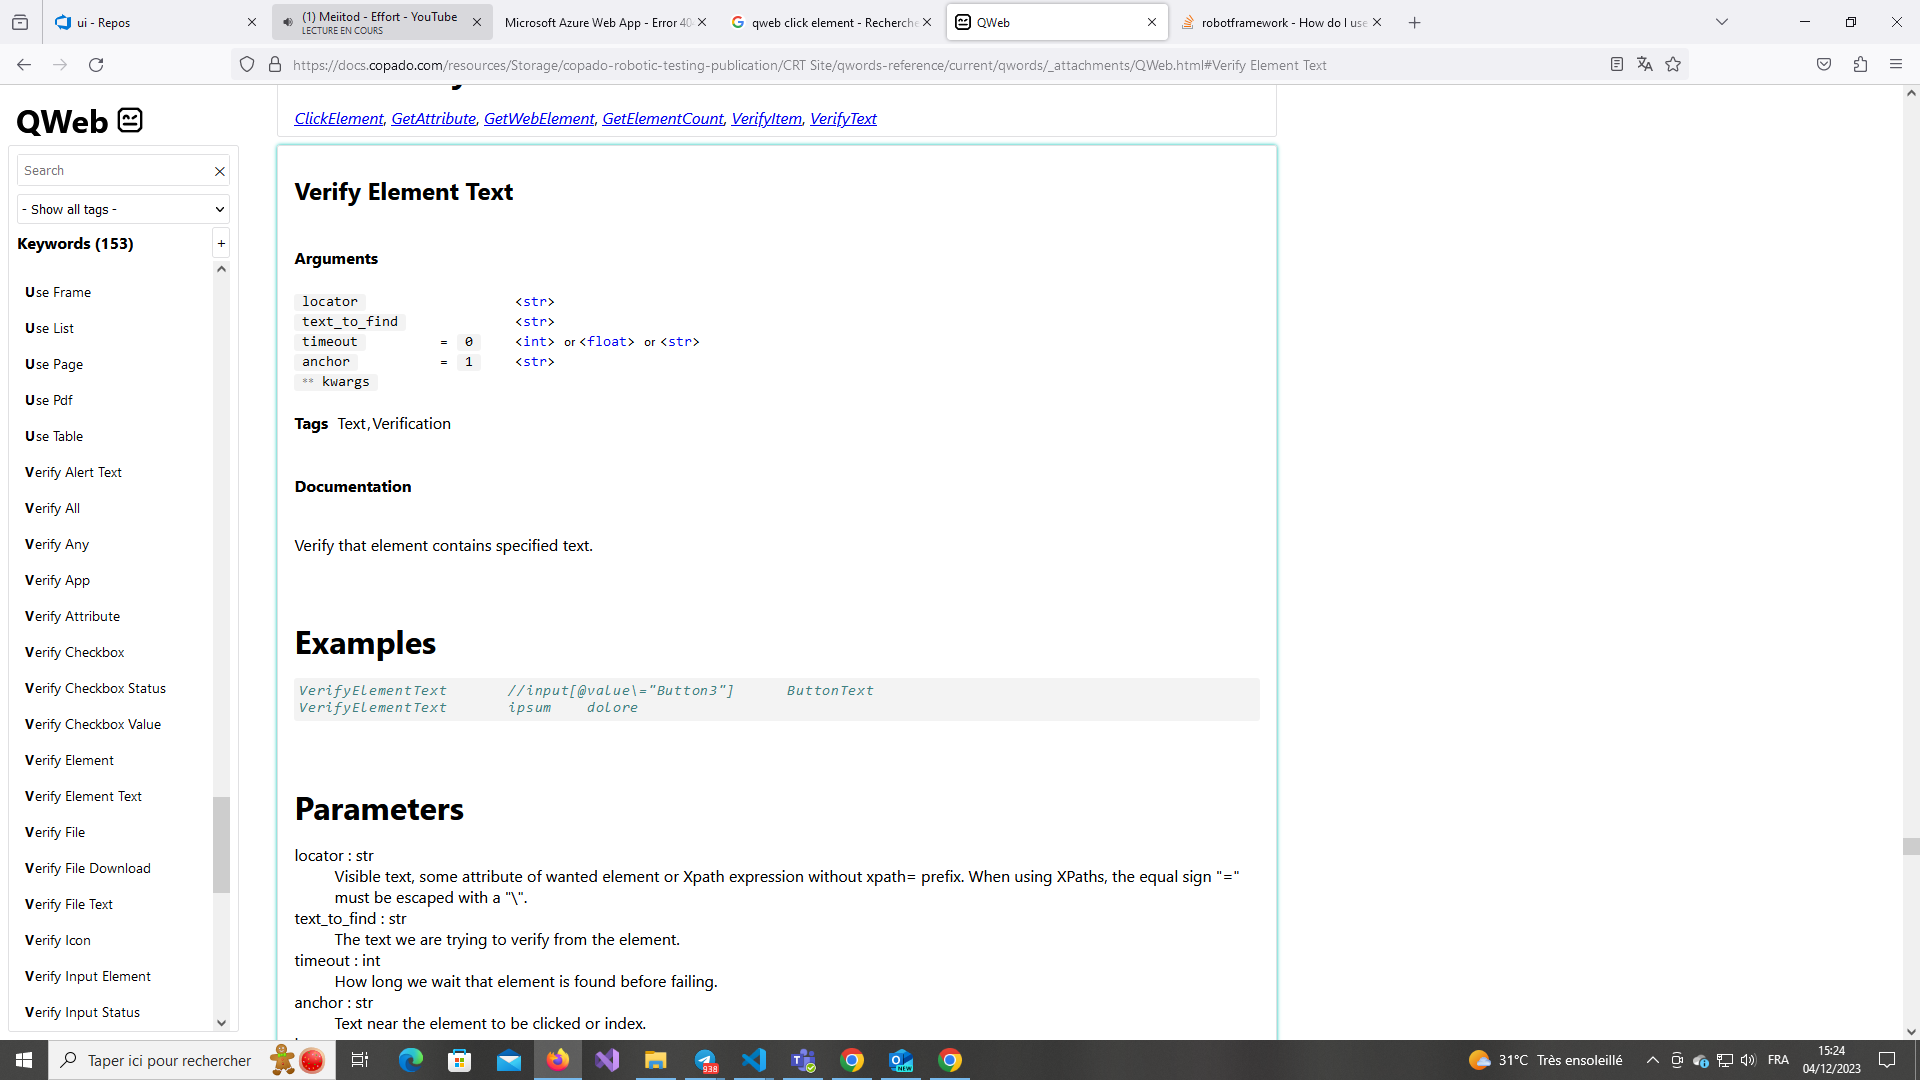 ui - Repos
(1) Meiitod - Effort - YouTube
LECTURE EN COURS
Microsoft Azure Web App - Error 40
qweb click element - Recherche
QWeb
robotframework - How do I use
https://docs.copado.com/resources/Storage/copado-robotic-testing-publication/CRT Site/qwords-reference/current/qwords/_attachments/QWeb.html#Verify Element Text
QWeb
Search
- Show all tags -
Keywords (153)
+
Use Frame
Use List
Use Page
Use Pdf
Use Table
Verify Alert Text
Verify All
Verify Any
Verify App
Verify Attribute
Verify Checkbox
Verify Checkbox Status
Verify Checkbox Value
Verify Element
Verify Element Text
Verify File
Verify File Download
Verify File Text
Verify Icon
Verify Input Element
Verify Input Status
ClickElement, GetAttribute, GetWebElement, GetElementCount, VerifyItem, VerifyText
Verify Element Text
Arguments
locator <str>
text_to_find <str>
timeout = 0 <int> or <float> or <str>
anchor = 1 <str>
** kwargs
Tags Text, Verification
Documentation
Verify that element contains specified text.
Examples
VerifyElementText //input[@value\="Button3"] ButtonText
VerifyElementText ipsum dolore
Parameters
locator : str
Visible text, some attribute of wanted element or Xpath expression without xpath= prefix. When using XPaths, the equal sign "="
must be escaped with a "\".
text_to_find : str
The text we are trying to verify from the element.
timeout : int
How long we wait that element is found before failing.
anchor : str
Text near the element to be clicked or index.
Taper ici pour rechercher
938
NEW
31°C Très ensoleillé
FRA
15:24
04/12/2023